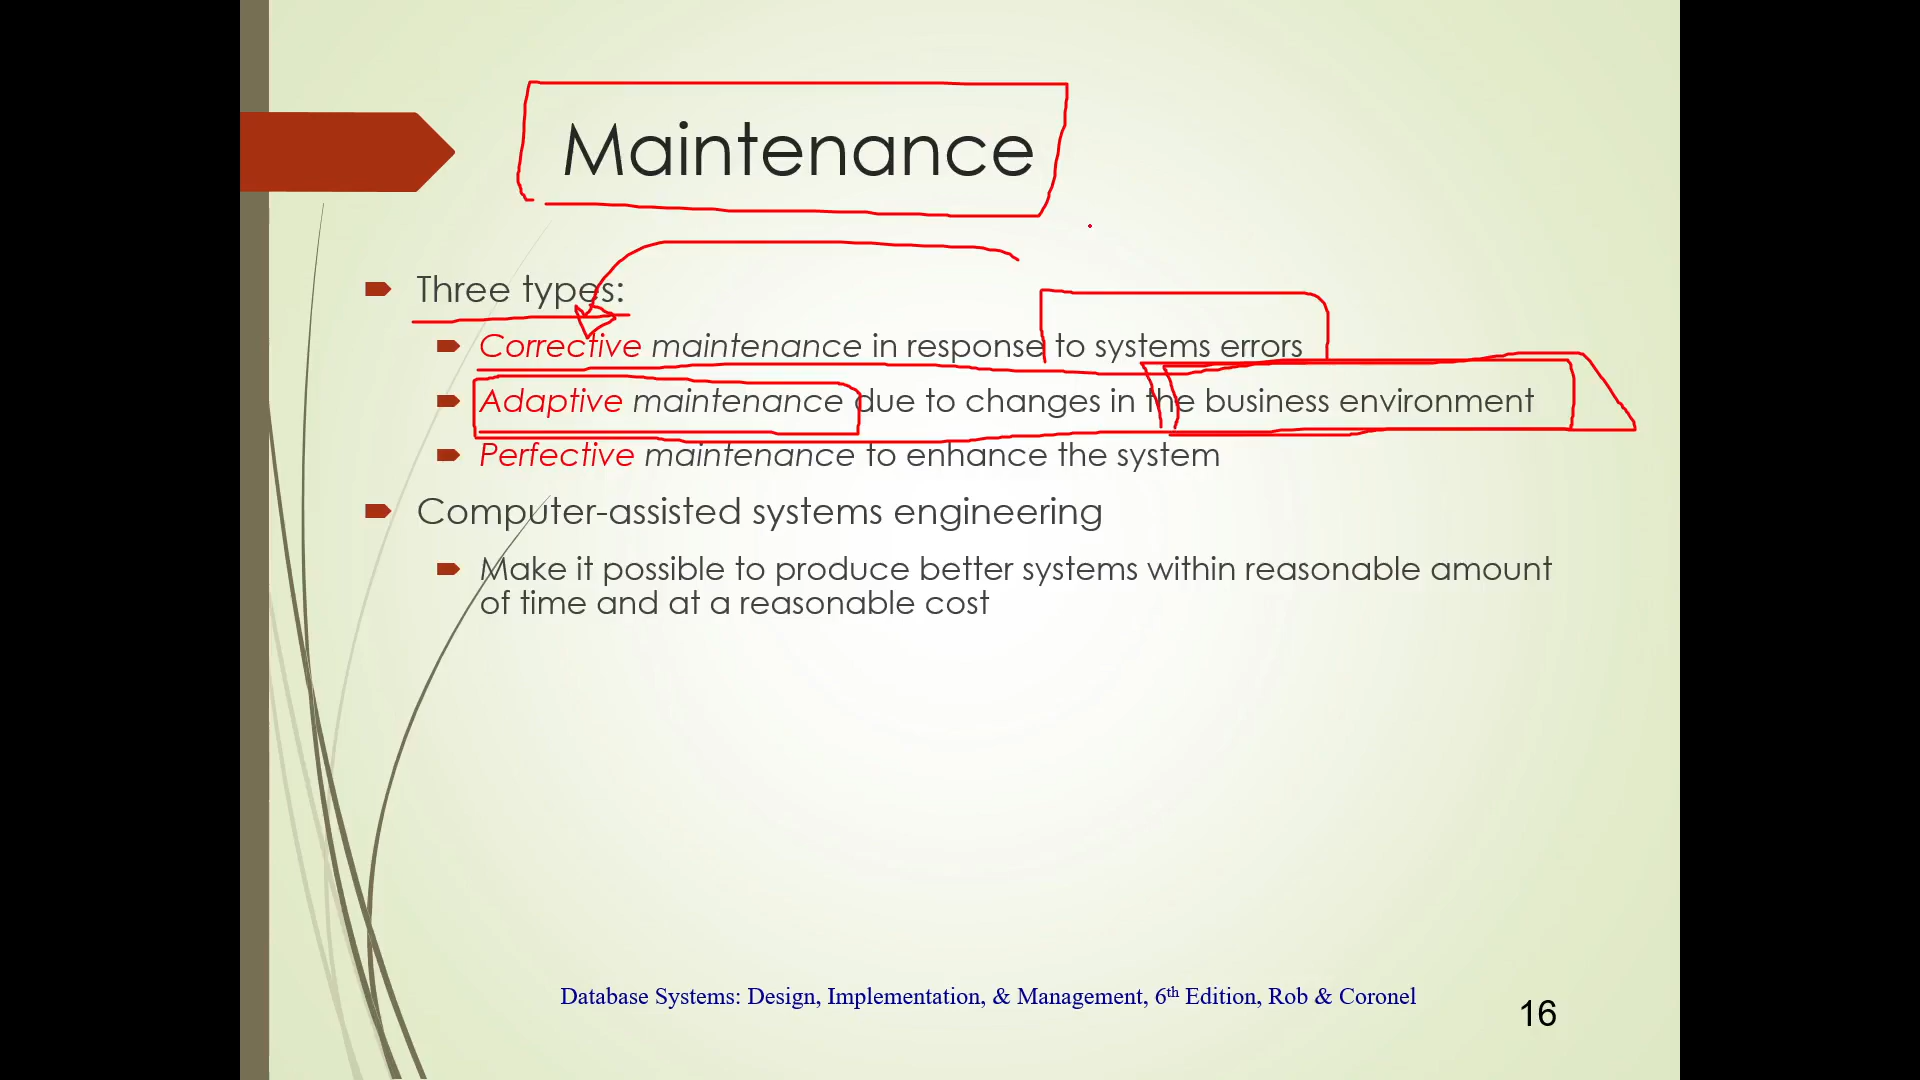 Maintenance
Three types:
Corrective maintenance in response to systems errors
Adaptive maintenance due to changes in the business environment
Perfective maintenance to enhance the system
Computer-assisted systems engineering
Make it possible to produce better systems within reasonable amount
of time and at a reasonable cost
Database Systems: Design, Implementation, & Management, 6th Edition, Rob & Coronel
16